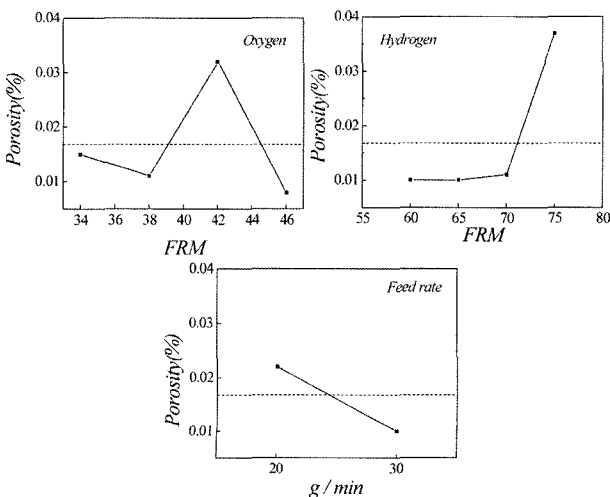 Oxygen
Porosity(%)
0.04
0.03
0.02
0.01
34 36 38 40 42 44 46
FRM
Hydrogen
Porosity(%)
0.04
0.03
0.02
0.01
55 60 65 70 75 80
FRM
Feed rate
Porosity(%)
0.04
0.03
0.02
0.01
20 30
g / min